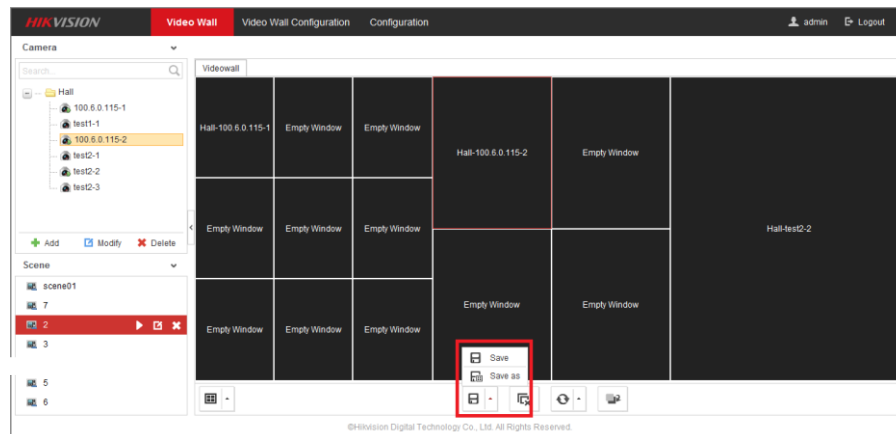 HIKVISION Video Wall Video Wall Configuration Configuration admin Logout
Camera
Search...
Videowall
Hall
100.6.0.115-1
test1-1
100.6.0.115-2
test2-1
test2-2
test2-3
Add Modify Delete
Scene
scene01
7
2
3
5
6
Hall-100.6.0.115-1 Empty Window Empty Window
Hall-100.6.0.115-2 Empty Window
Empty Window Empty Window Empty Window
Hall-test2-2
Empty Window Empty Window
Empty Window Empty Window Empty Window
Save
Save as
©Hikvision Digital Technology Co., Ltd. All Rights Reserved.